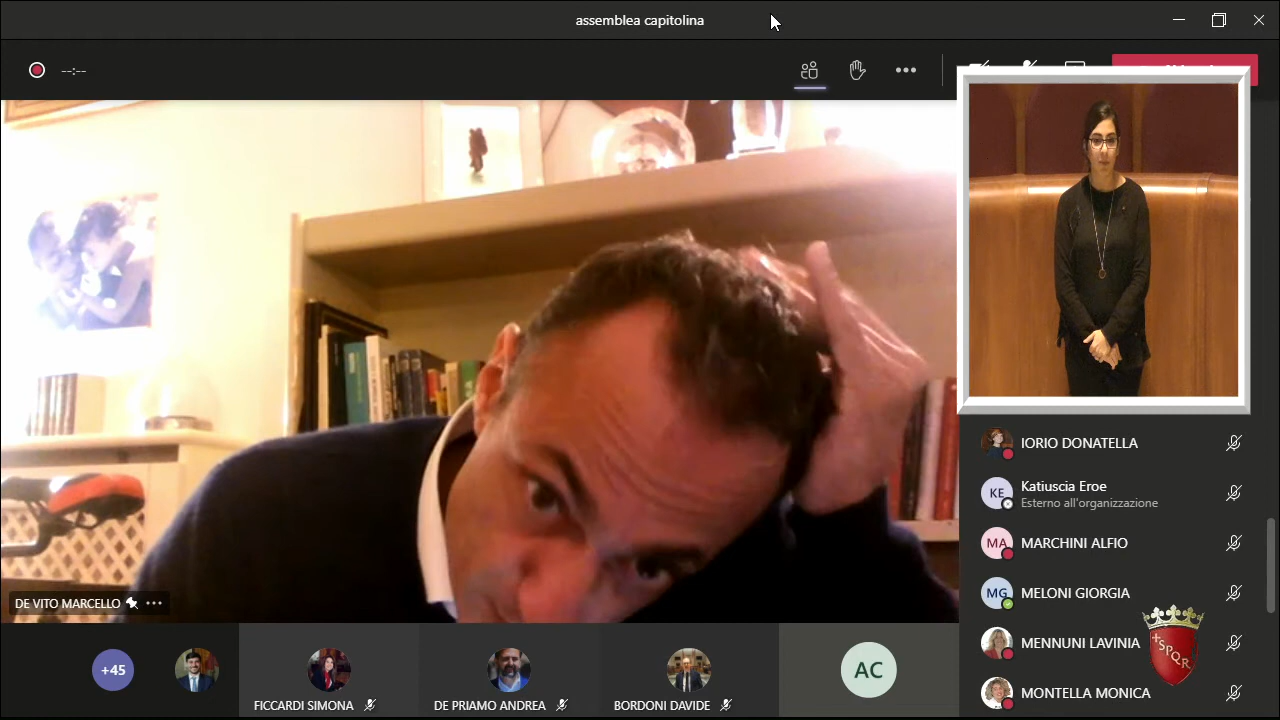 assemblea capitolina
--:--
IORIO DONATELLA
KE
Katiuscia Eroe
Esterno all'organizzazione
MA
MARCHINI ALFIO
MG
MELONI GIORGIA
MENNUNI LAVINIA
SPQR
MONTELLA MONICA
DE VITO MARCELLO
+45
AC
FICCARDI SIMONA
DE PRIAMO ANDREA
BORDONI DAVIDE